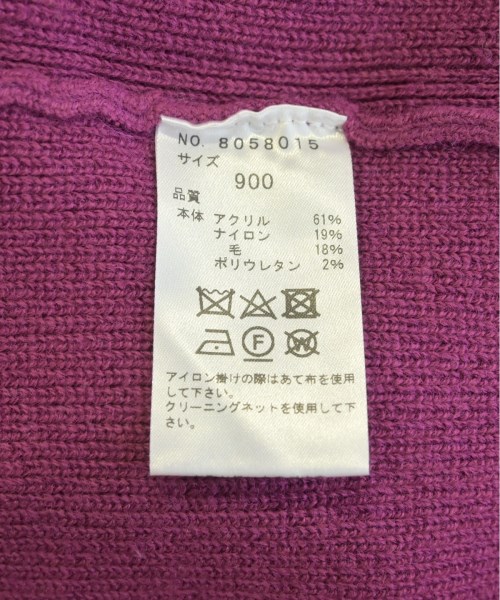 NO. 8058015
サイズ
900
品質
本体 アクリル 61%
ナイロン 19%
毛 18%
ポリウレタン 2%
F W
アイロン掛けの際はあて布を使用
して下さい。
クリーニングネットを使用して下
さい。